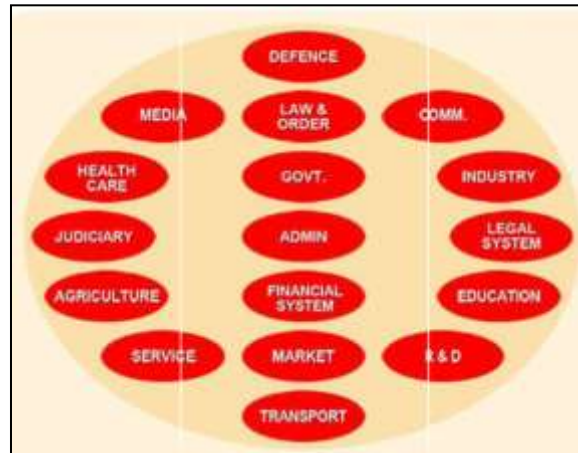 DEFENCE
MEDIA
LAW &
ORDER
COMM.
HEALTH
CARE
GOVT.
INDUSTRY
JUDICIARY
ADMIN
LEGAL
SYSTEM
AGRICULTURE
FINANCIAL
SYSTEM
EDUCATION
SERVICE
MARKET
R & D
TRANSPORT